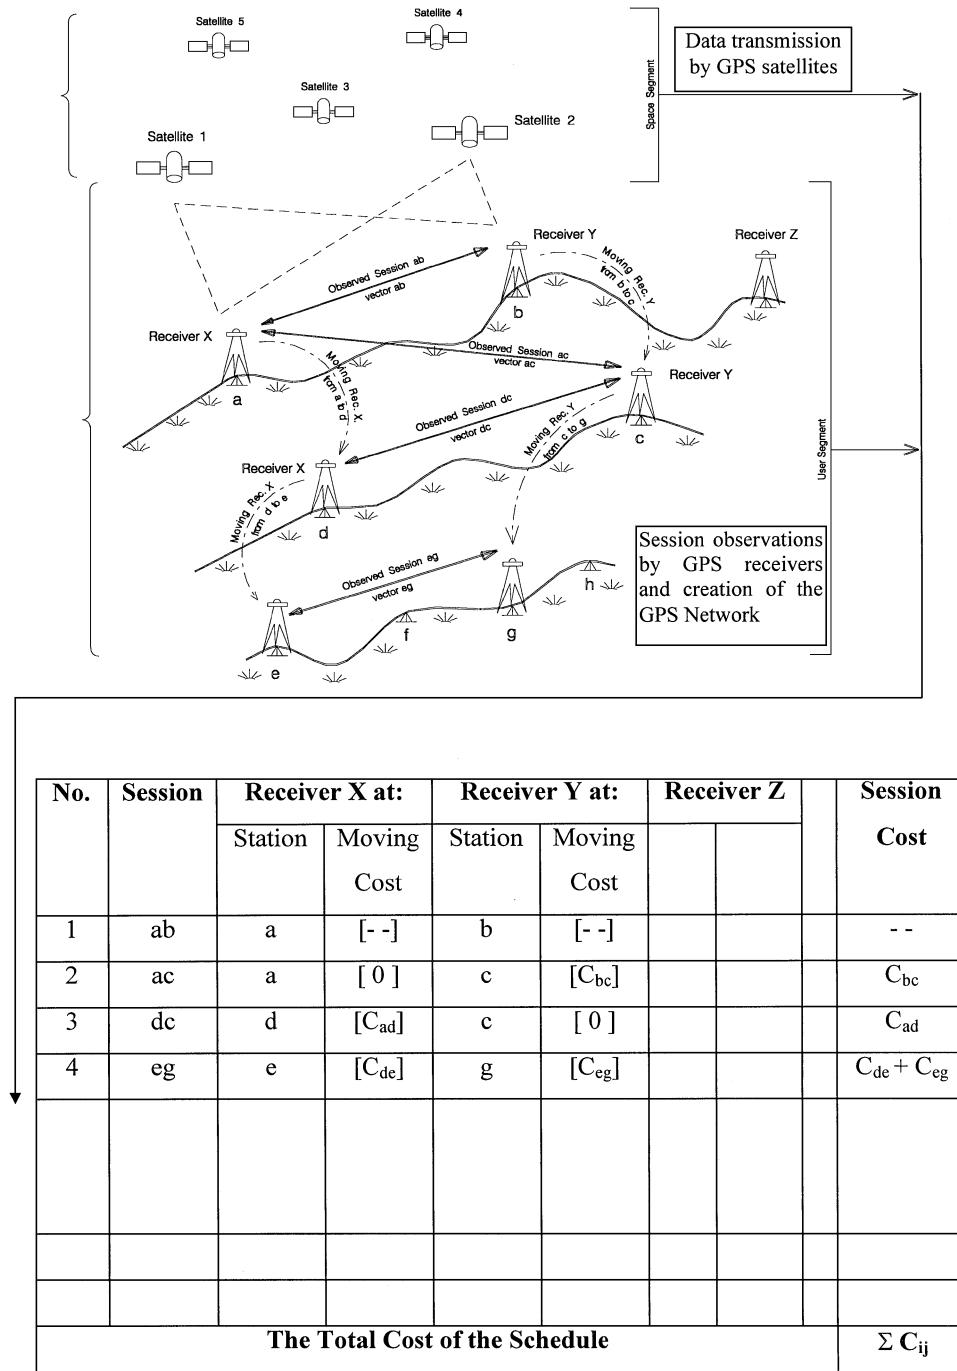 Satellite 5
Satellite 4
Data transmission
by GPS satellites
Satellite 3
Satellite 1
Satellite 2
Space Segment
Receiver Y
Receiver Z
Moving Rec. Y
from b to c
Observed Session ab
vector ab
b
Receiver X
Observed Session ac
vector ac
Receiver Y
Moving Rec. X
from a b d
a
Observed Session dc
vector dc
Moving Rec. Y
from c to g
c
User Segment
Receiver X
Moving Rec. X
from d to e
d
Session observations
by GPS receivers
and creation of the
GPS Network
Observed Session eg
vector eg
h
f
g
e
No. Session Receiver X at: Receiver Y at: Receiver Z Session
Cost
Station Moving
Cost
Station Moving
Cost
1 ab a [- -] b [- -] - -
2 ac a [ 0 ] c [Cbc] Cbc
3 dc d [Cad] c [ 0 ] Cad
4 eg e [Cde] g [Ceg] Cde + Ceg
The Total Cost of the Schedule Σ Cij